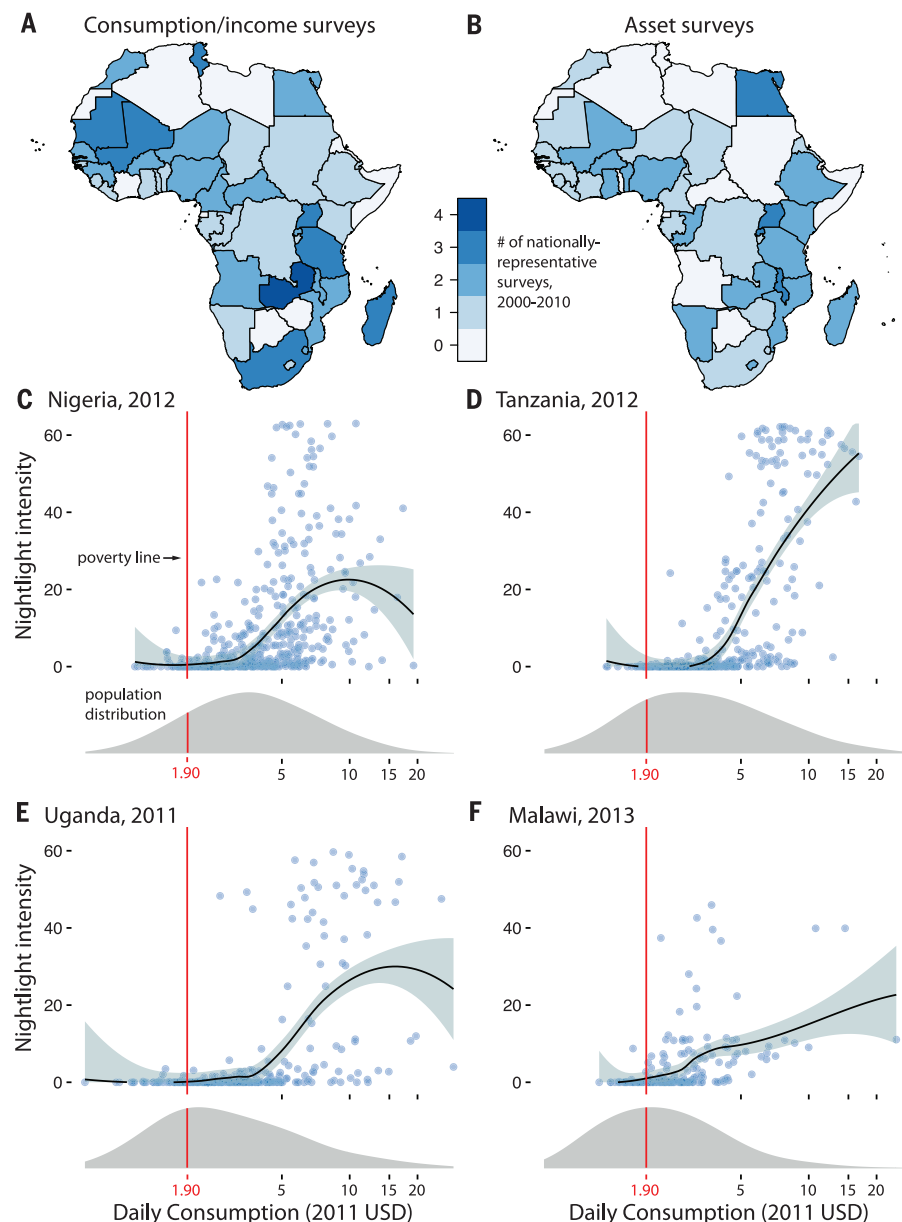 A Consumption/income surveys
B Asset surveys
4
3
2
1
0
# of nationally-
representative
surveys,
2000-2010
C Nigeria, 2012
D Tanzania, 2012
Nightlight intensity
60
40
20
0
poverty line
60
40
20
0
population
distribution
1.90
5
10
15
20
1.90
5
10
15
20
E Uganda, 2011
F Malawi, 2013
Nightlight intensity
60
40
20
0
60
40
20
0
1.90
5
10
15
20
1.90
5
10
15
20
Daily Consumption (2011 USD)
Daily Consumption (2011 USD)